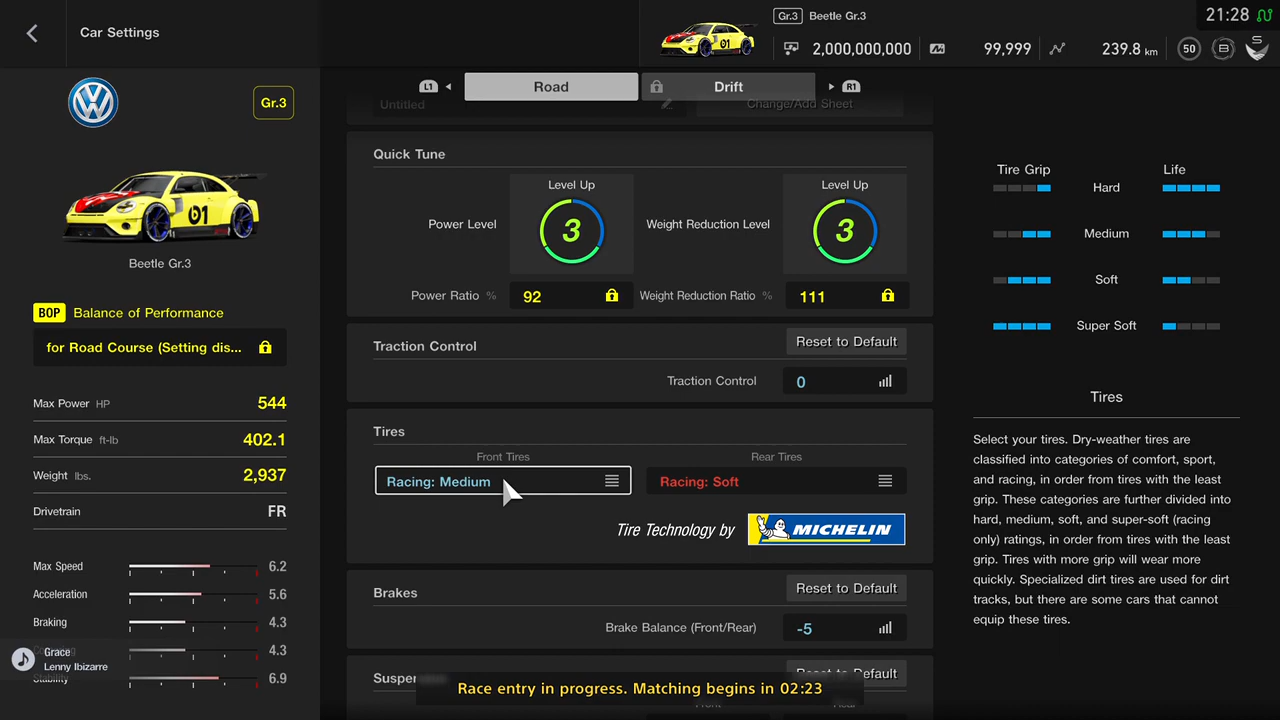 Car Settings
Gr.3 Beetle Gr.3
2,000,000,000 99,999 239.8 km 50 B S
21:28
L1 Road Drift R1
Untitled Change/Add Sheet
Gr.3
01
Beetle Gr.3
BOP Balance of Performance
for Road Course (Setting dis...
Max Power HP 544
Max Torque ft-lb 402.1
Weight lbs. 2,937
Drivetrain FR
Max Speed 6.2
Acceleration 5.6
Braking 4.3
4.3
Stability 6.9
Grace
Lenny Ibizarre
Quick Tune
Level Up Level Up
Power Level 3 Weight Reduction Level 3
Power Ratio % 92 Weight Reduction Ratio % 111
Traction Control Reset to Default
Traction Control 0
Tires
Front Tires Rear Tires
Racing: Medium Racing: Soft
Tire Technology by MICHELIN
Brakes Reset to Default
Brake Balance (Front/Rear) -5
Reset to Default
Front Rear
Race entry in progress. Matching begins in 02:23
Tire Grip Life
Hard
Medium
Soft
Super Soft
Tires
Select your tires. Dry-weather tires are
classified into categories of comfort, sport,
and racing, in order from tires with the least
grip. These categories are further divided into
hard, medium, soft, and super-soft (racing
only) ratings, in order from tires with the least
grip. Tires with more grip will wear more
quickly. Specialized dirt tires are used for dirt
tracks, but there are some cars that cannot
equip these tires.